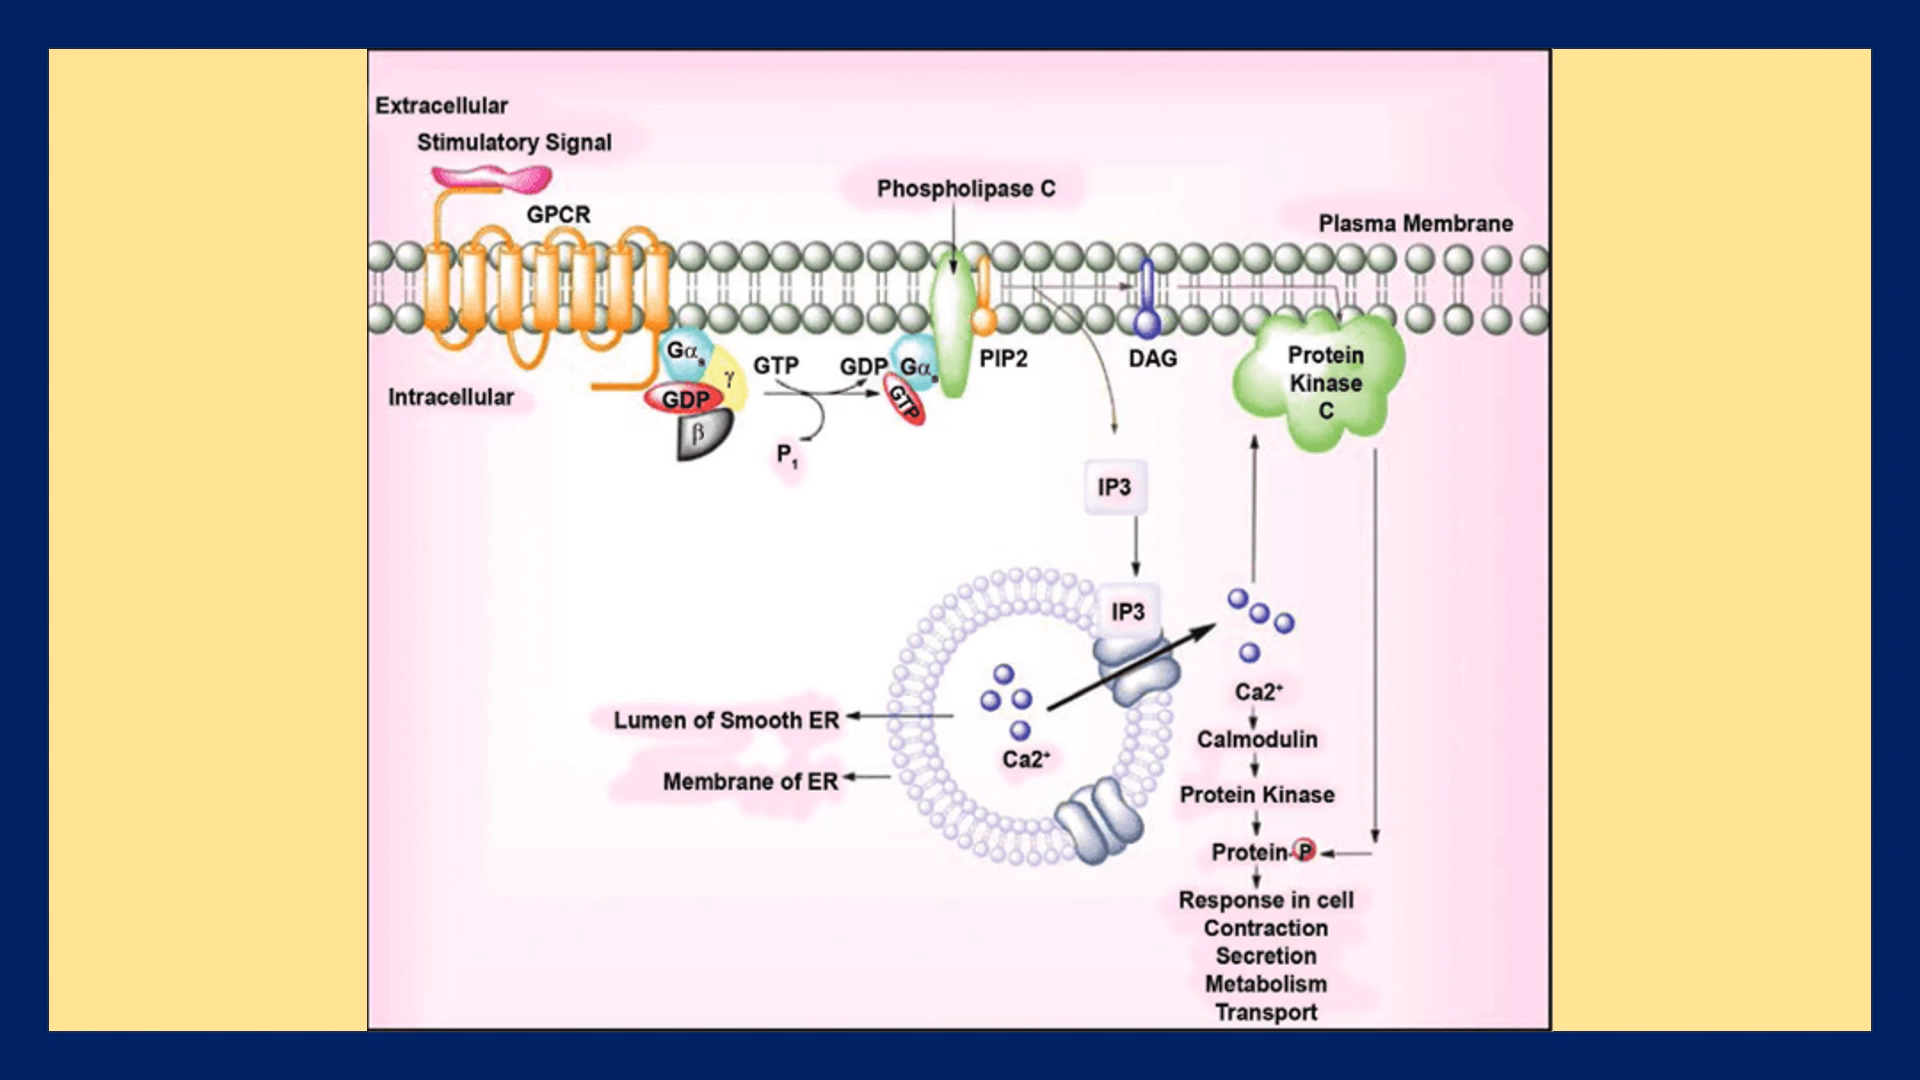 Extracellular
Stimulatory Signal
GPCR
Phospholipase C
Plasma Membrane
Gαs
γ
GDP
β
GTP
GDP
Gαs
GTP
P1
PIP2
DAG
Protein
Kinase
C
Intracellular
IP3
IP3
Ca2+
Lumen of Smooth ER
Membrane of ER
Ca2+
Calmodulin
Protein Kinase
Protein-P
Response in cell
Contraction
Secretion
Metabolism
Transport